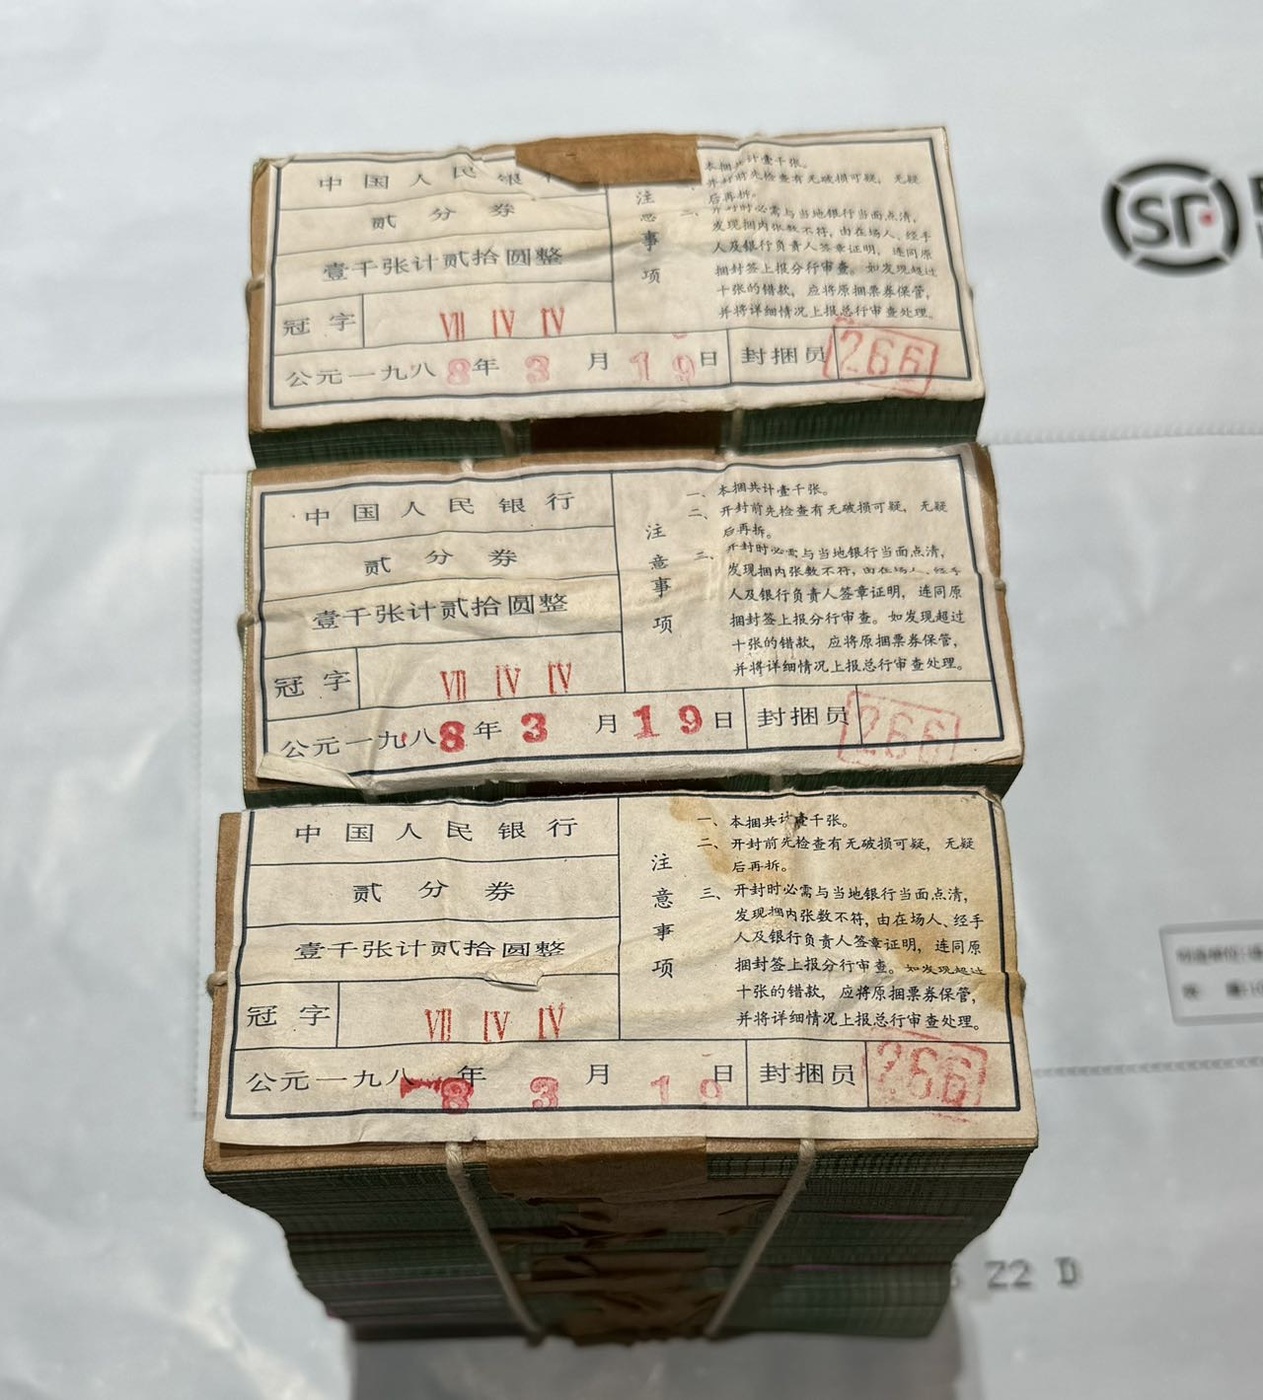 中国人民银
贰分券
壹千张计贰拾圆整
冠字 VII IV IV
公元一九八8年3月19日 封捆员 266
注意事项
本捆共计壹千张。
开封前先检查有无破损可疑，无疑
后再拆。
二、开封时必需与当地银行当面点清，
发现捆内张数不符，由在场人、经手
人及银行负责人签章证明，连同原
捆封签上报分行审查。如发现超过
十张的错款，应将原捆票券保管，
并将详细情况上报总行审查处理。
中国人民银行
贰分券
壹千张计贰拾圆整
冠字 VII IV IV
公元一九八8年3月19日 封捆员 266
注意事项
一、本捆共计壹千张。
二、开封前先检查有无破损可疑，无疑
后再拆。
三、开封时必需与当地银行当面点清，
发现捆内张数不符，由在场人、经手
人及银行负责人签章证明，连同原
捆封签上报分行审查。如发现超过
十张的错款，应将原捆票券保管，
并将详细情况上报总行审查处理。
中国人民银行
贰分券
壹千张计贰拾圆整
冠字 VII IV IV
公元一九八8年3月19日 封捆员 266
注意事项
一、本捆共计壹千张。
二、开封前先检查有无破损可疑，无疑
后再拆。
三、开封时必需与当地银行当面点清，
发现捆内张数不符，由在场人、经手
人及银行负责人签章证明，连同原
捆封签上报分行审查。如发现超过
十张的错款，应将原捆票券保管，
并将详细情况上报总行审查处理。
SF
Z2 D